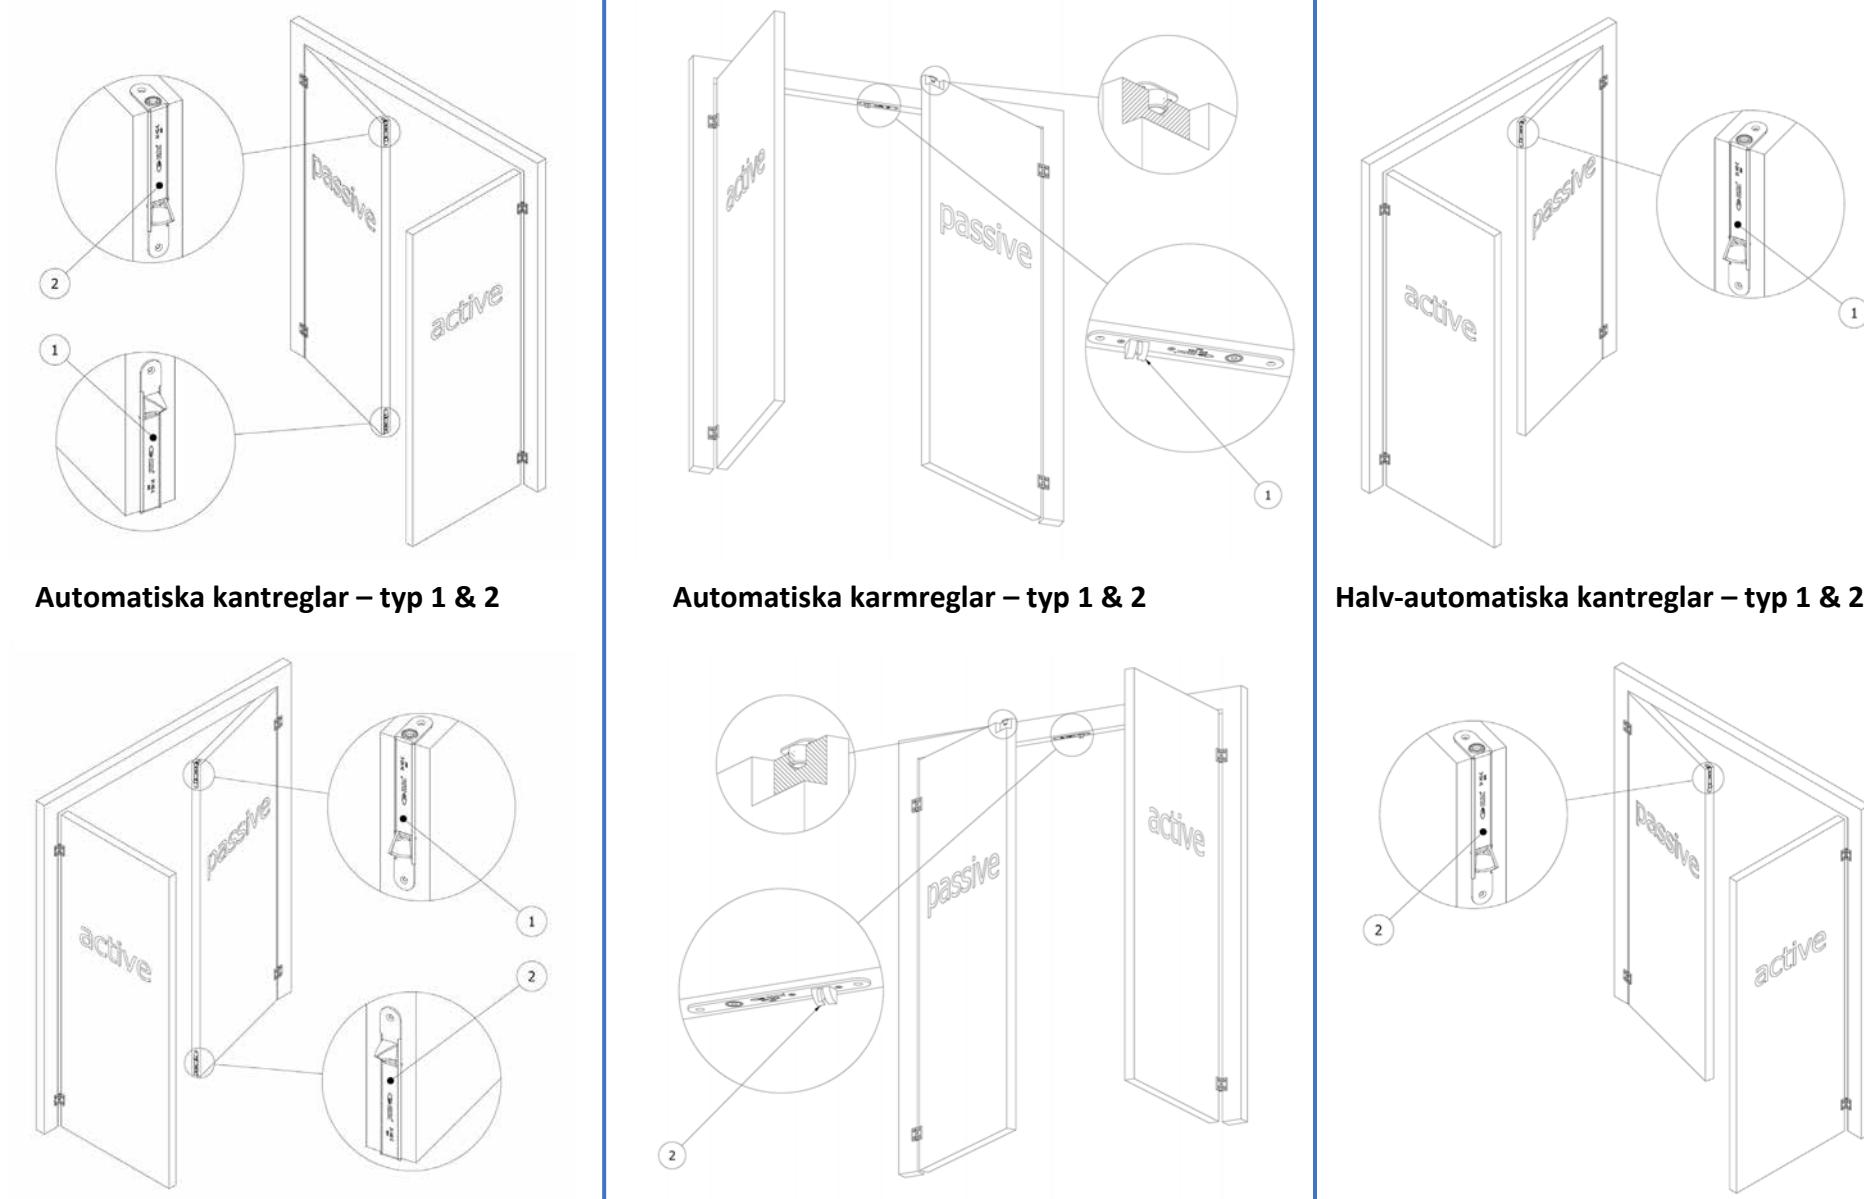 passive
active
2
1
Automatiska kantreglar – typ 1 & 2
passive
active
1
2
active
passive
1
Automatiska karmreglar – typ 1 & 2
passive
active
2
passive
active
1
Halv-automatiska kantreglar – typ 1 & 2
passive
active
2